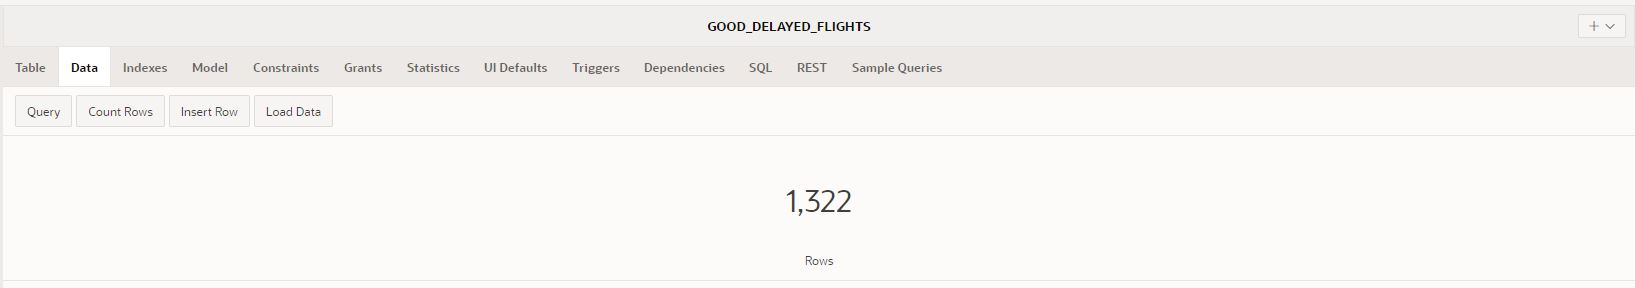 GOOD_DELAYED_FLIGHTS
Table Data Indexes Model Constraints Grants Statistics UI Defaults Triggers Dependencies SQL REST Sample Queries
Query Count Rows Insert Row Load Data
1,322
Rows